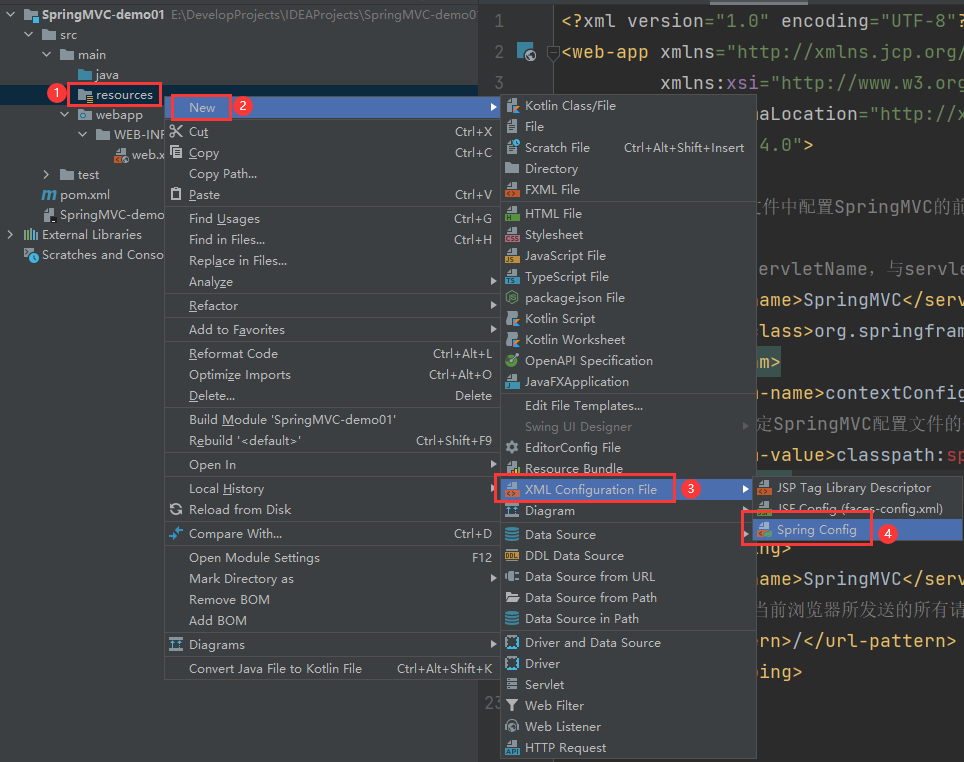 SpringMVC-demo01 E:\DevelopProjects\IDEAProjects\SpringMVC-demo0
src
main
java
1
resources
webapp
WEB-INF
web.x
test
pom.xml
SpringMVC-demo
External Libraries
Scratches and Conso
New
2
Cut Ctrl+X
Copy Ctrl+C
Copy Path...
Paste Ctrl+V
Find Usages Ctrl+G
Find in Files... Ctrl+H
Replace in Files...
Analyze
Refactor
Add to Favorites
Reformat Code Ctrl+Alt+L
Optimize Imports Ctrl+Alt+O
Delete... Delete
Build Module 'SpringMVC-demo01'
Rebuild '<default>' Ctrl+Shift+F9
Open In
Local History
Reload from Disk
Compare With... Ctrl+D
Open Module Settings F12
Mark Directory as
Remove BOM
Add BOM
Diagrams
Convert Java File to Kotlin File Ctrl+Alt+Shift+K
Kotlin Class/File
File
Scratch File Ctrl+Alt+Shift+Insert
Directory
FXML File
HTML File
Stylesheet
JavaScript File
TypeScript File
package.json File
Kotlin Script
Kotlin Worksheet
OpenAPI Specification
JavaFXApplication
Edit File Templates...
Swing UI Designer
EditorConfig File
Resource Bundle
XML Configuration File
3
Diagram
Data Source
DDL Data Source
Data Source from URL
Data Source from Path
Data Source in Path
Driver and Data Source
Driver
Servlet
Web Filter
Web Listener
HTTP Request
JSP Tag Library Descriptor
JSF Config (faces-config.xml)
Spring Config
4
1 <?xml version="1.0" encoding="UTF-8"?
2 <web-app xmlns="http://xmlns.jcp.org/
3 xmlns:xsi="http://www.w3.org
maLocation="http://x
4.0">
文件中配置SpringMVC的前
servletName，与servle
name>SpringMVC</serv
class>org.springfram
am>
m-name>contextConfig
定SpringMVC配置文件的
m-value>classpath:sp
ng>
name>SpringMVC</serv
当前浏览器所发送的所有请
ern>/</url-pattern>
ping>
23